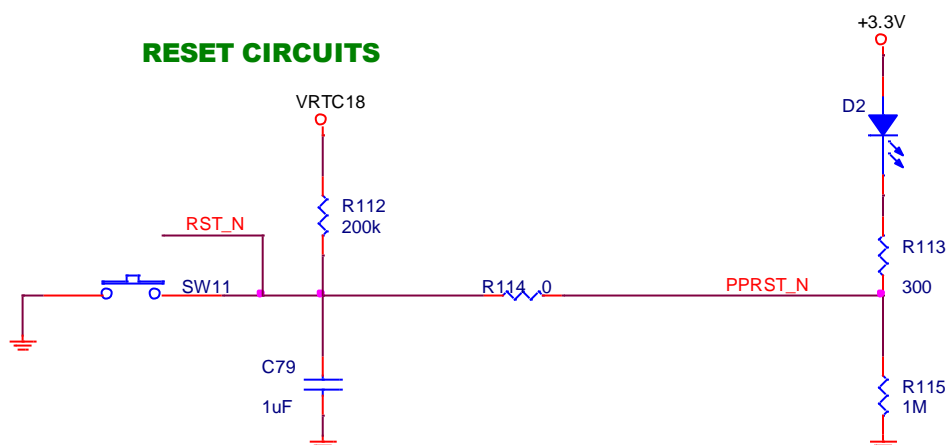 +3.3V
RESET CIRCUITS
VRTC18
D2
R112
200k
RST_N
R113
SW11
R114 0
PPRST_N
300
C79
1uF
R115
1M